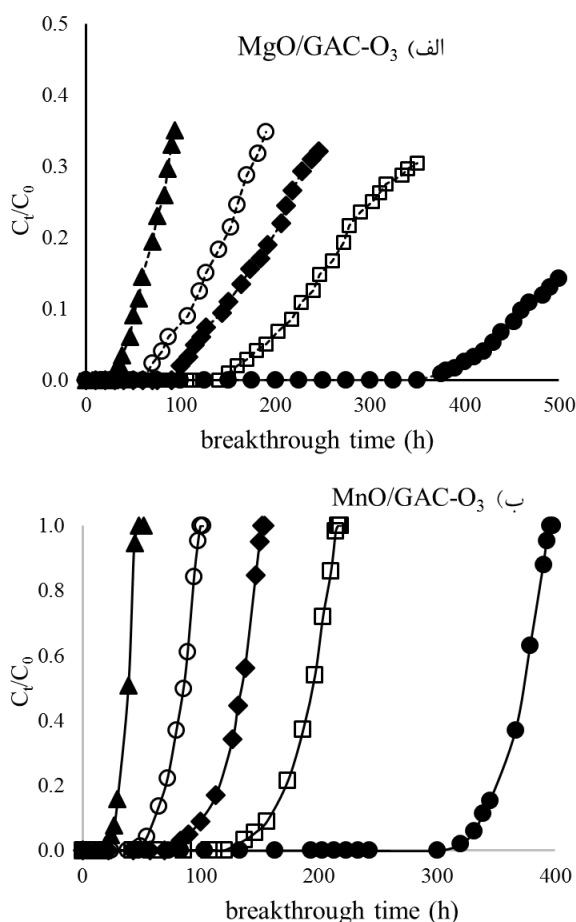 MgO/GAC-O3 (الف
0.5
0.4
0.3
0.2
0.1
0.0
Ct/C0
0 100 200 300 400 500
breakthrough time (h)
MnO/GAC-O3 (ب
1.0
0.8
0.6
0.4
0.2
0.0
Ct/C0
0 100 200 300 400
breakthrough time (h)